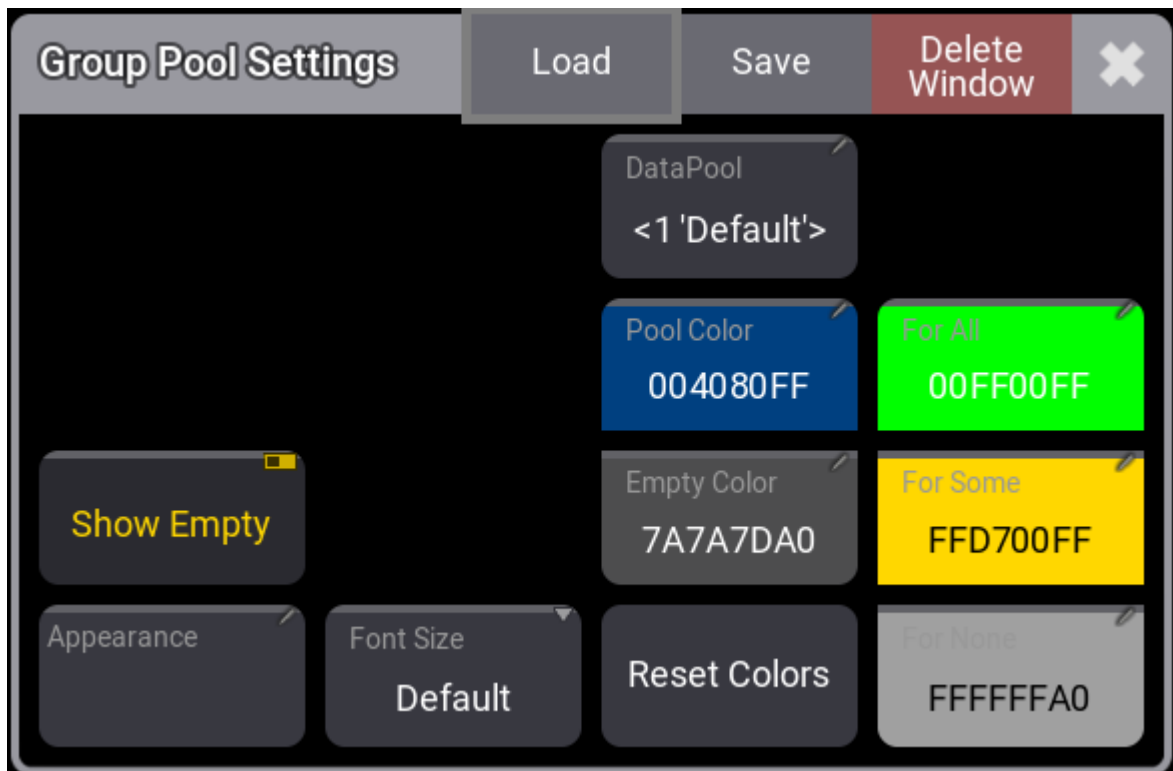 Group Pool Settings
Load
Save
Delete
Window
DataPool
<1 'Default'>
Pool Color
004080FF
For All
00FF00FF
Show Empty
Empty Color
7A7A7DA0
For Some
FFD700FF
Appearance
Font Size
Default
Reset Colors
For None
FFFFFFA0